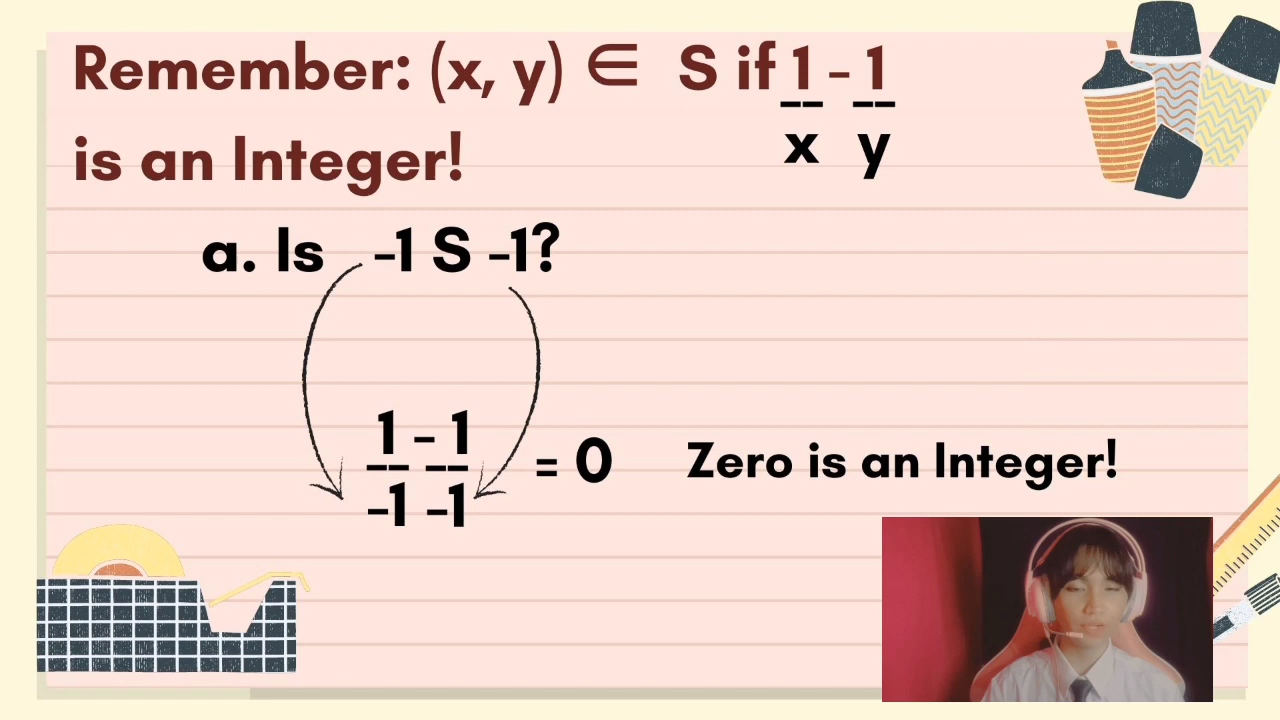 Remember: (x, y) ∈ S if 1 - 1
-- --
x y
is an Integer!
a. Is -1 S -1?
1 - 1
-- --
-1 -1
= 0 Zero is an Integer!